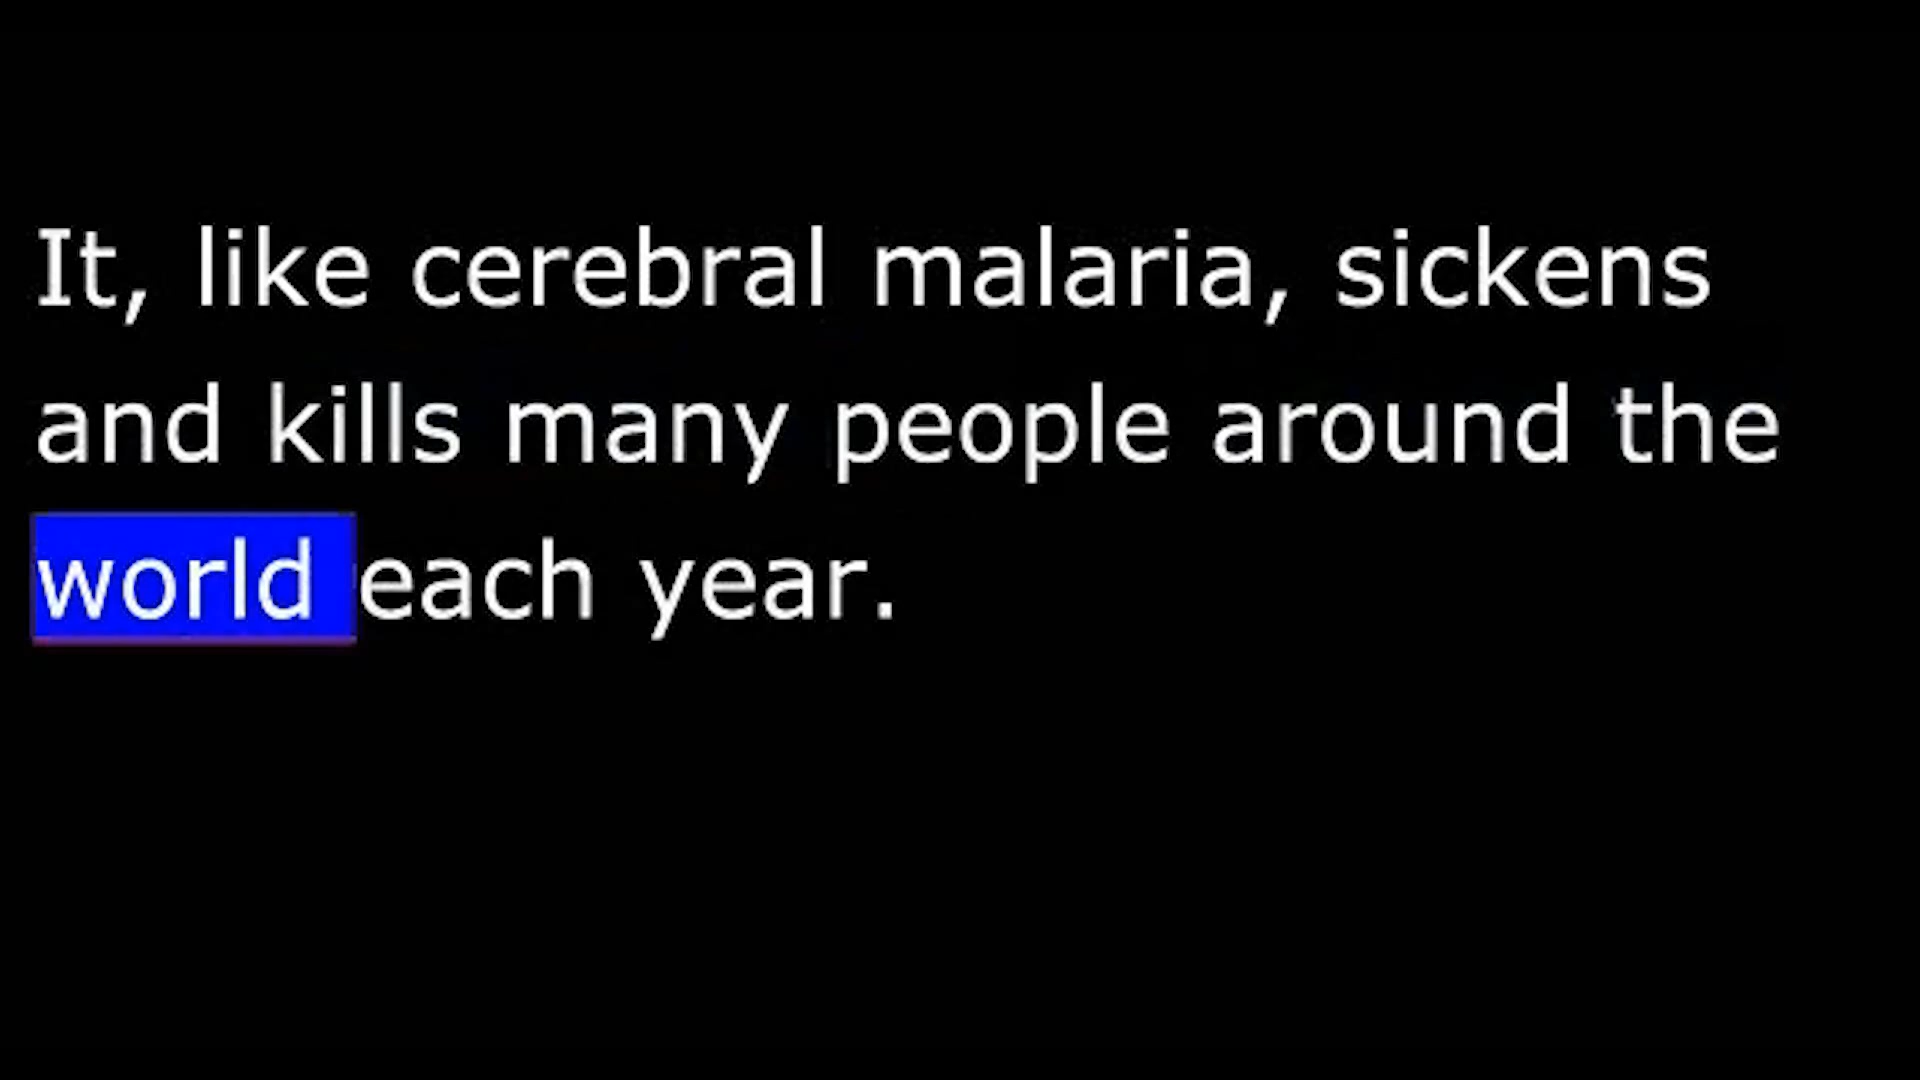 It, like cerebral malaria, sickens
and kills many people around the
world each year.